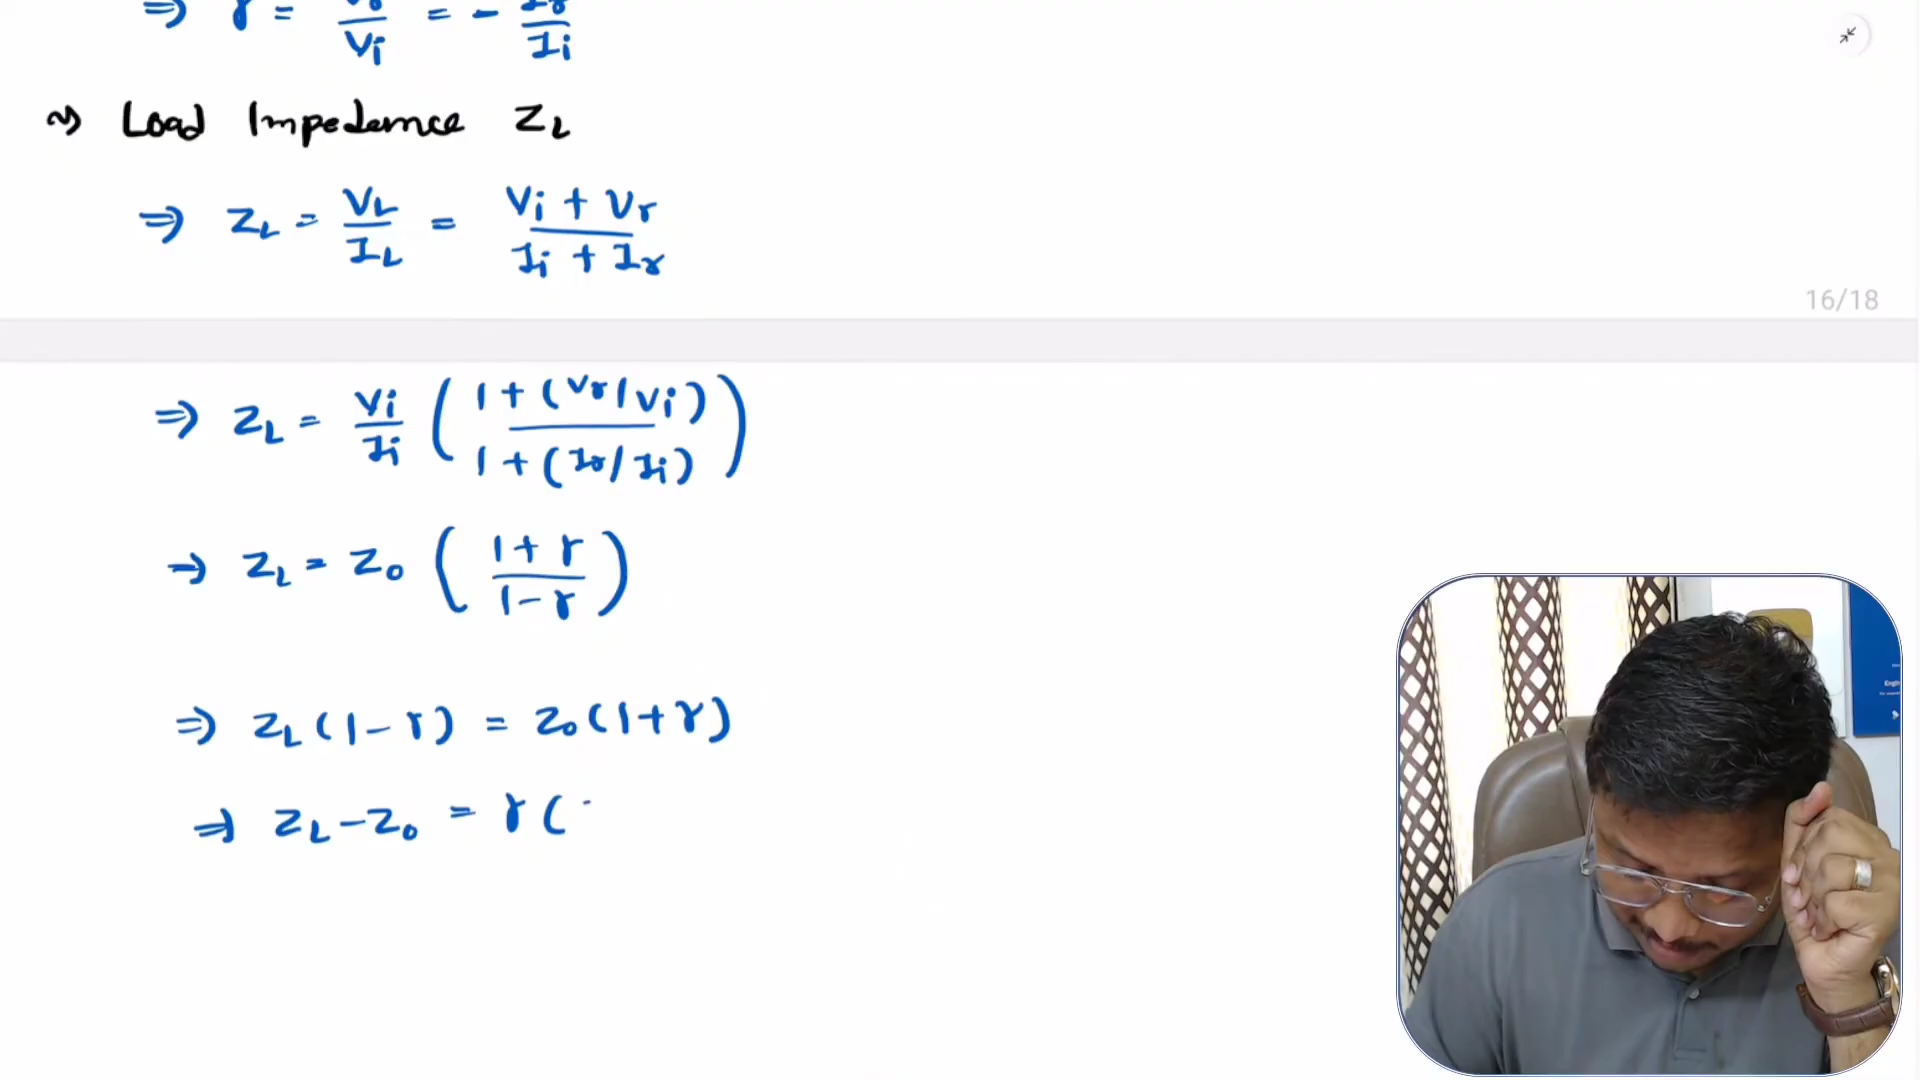 ⇒ γ = Vr/Vi = - Ir/Ii
~> Load Impedence ZL
⇒ ZL = VL/IL = (Vi + Vr)/(Ii + Ir)
16/18
⇒ ZL = Vi/Ii ( (1 + (Vr/Vi)) / (1 + (Ir/Ii)) )
⇒ ZL = Z0 ( (1 + r)/(1 - r) )
⇒ ZL (1 - r) = Z0 (1 + r)
⇒ ZL - Z0 = r (